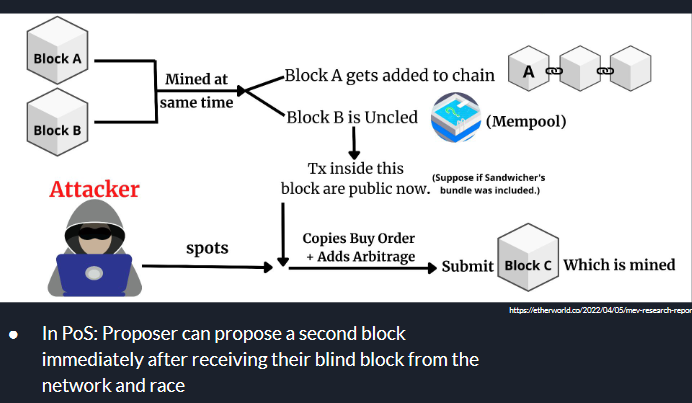 Block A
Block B
Mined at
same time
Block A gets added to chain
A
Block B is Uncled
(Mempool)
Tx inside this
block are public now.
(Suppose if Sandwicher's
bundle was included.)
Attacker
spots
Copies Buy Order
+ Adds Arbitrage
Submit
Block C
Which is mined
https://etherworld.co/2022/04/05/mev-research-repor
● In PoS: Proposer can propose a second block
immediately after receiving their blind block from the
network and race